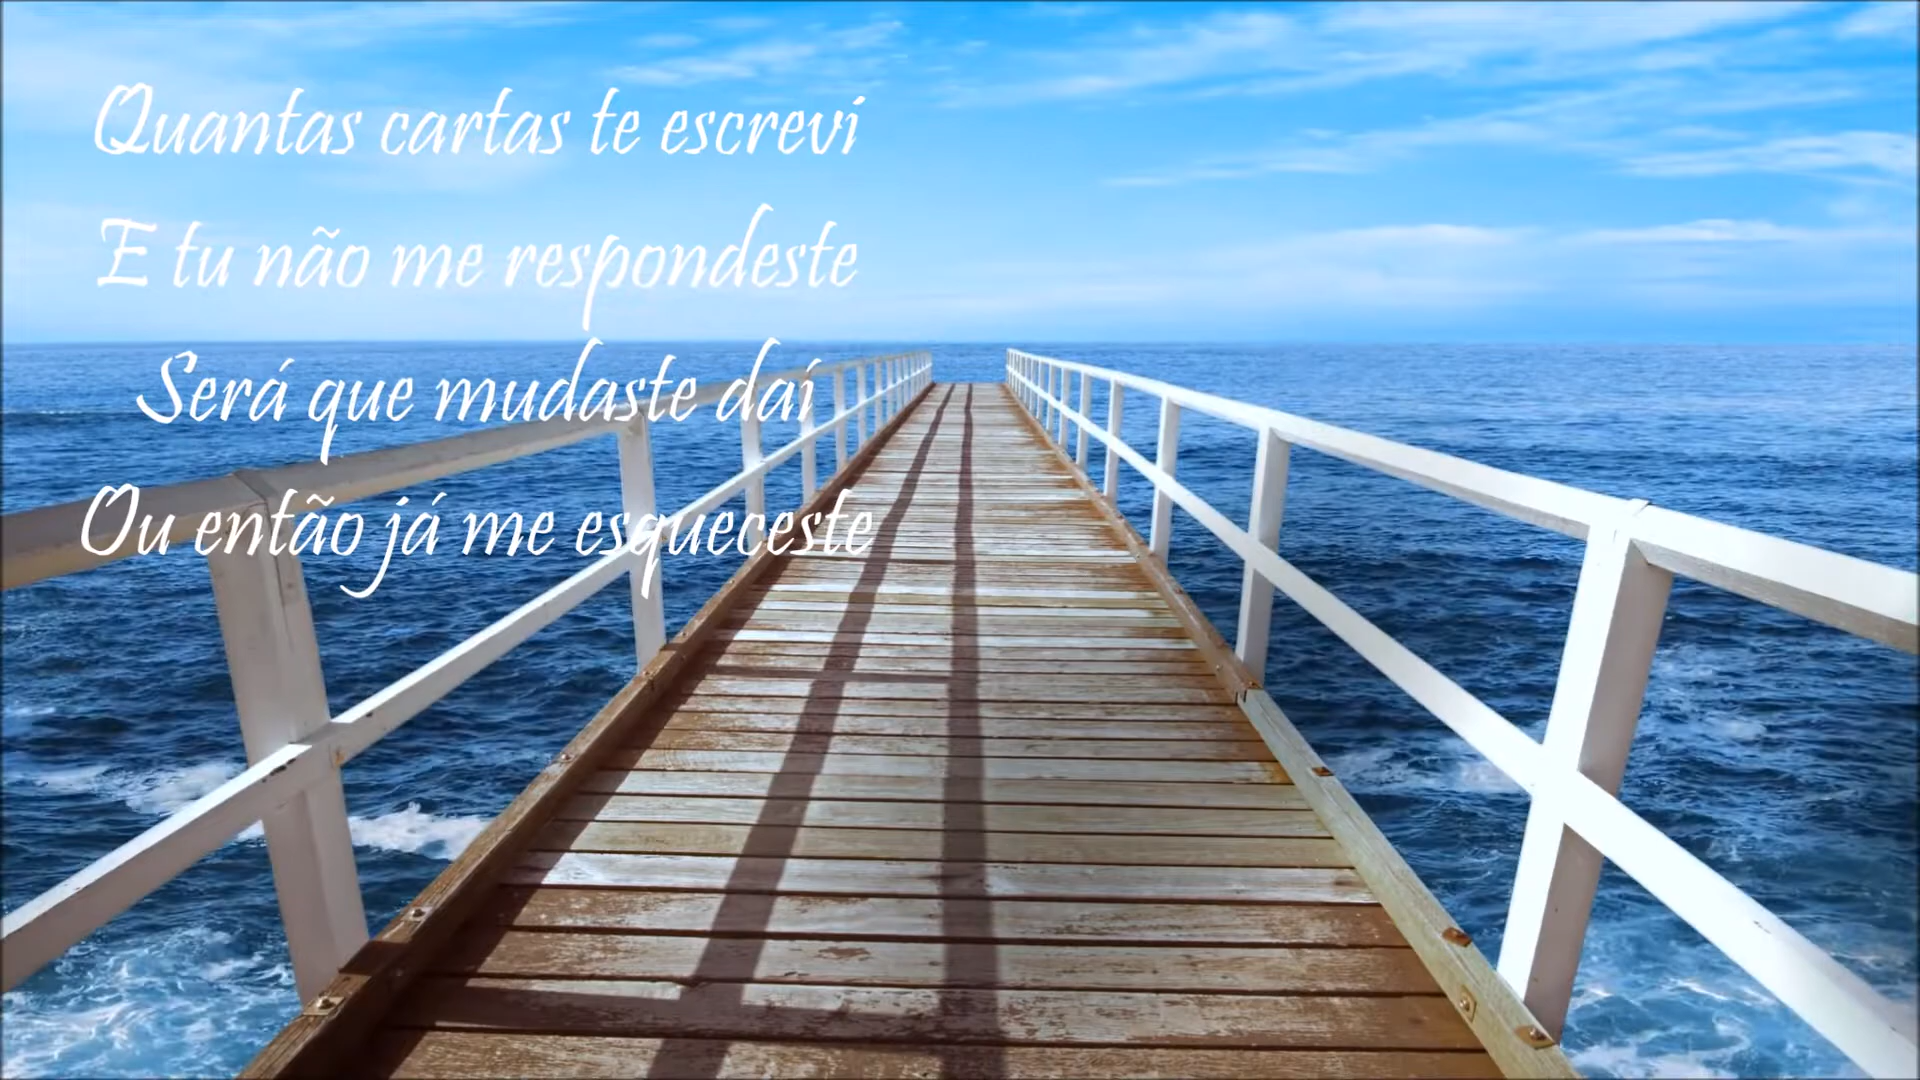 Quantas cartas te escrevi
E tu não me respondeste
Será que mudaste daí
Ou então já me esqueceste